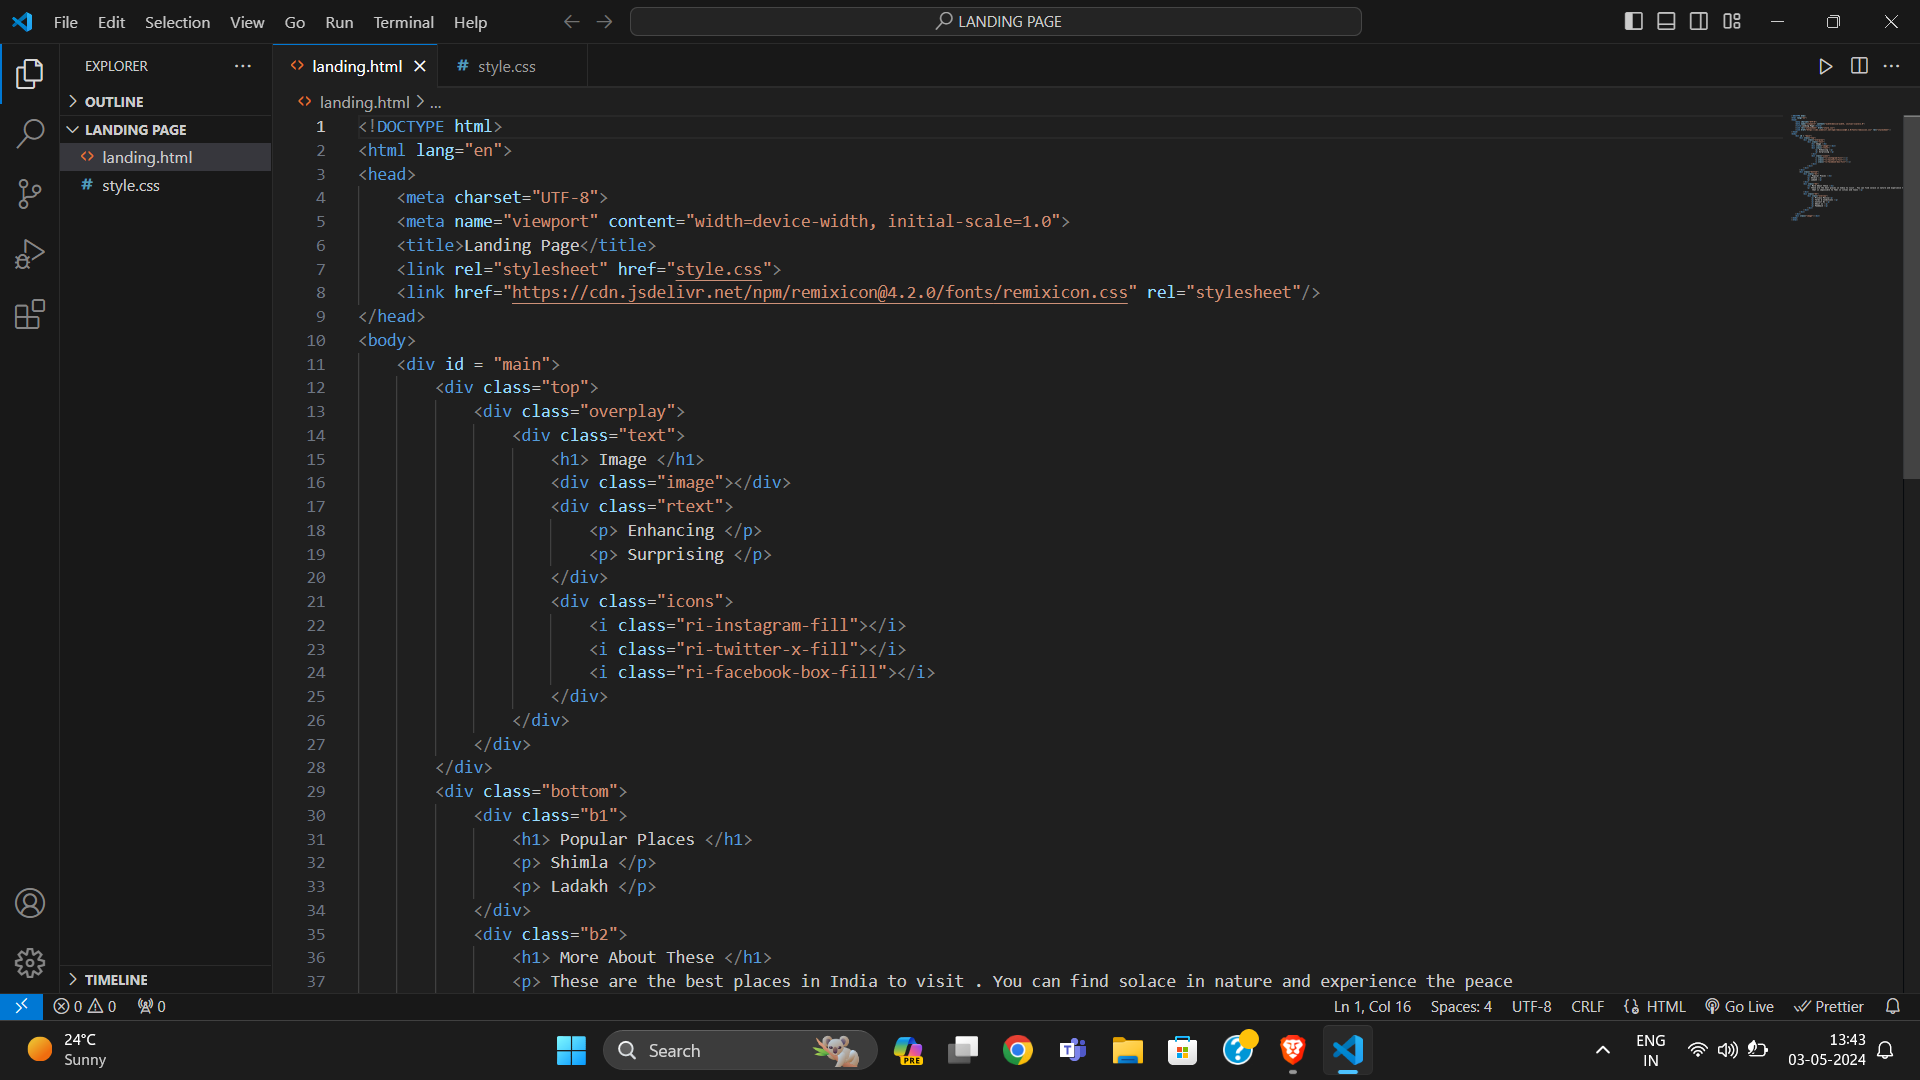 File Edit Selection View Go Run Terminal Help
LANDING PAGE
EXPLORER
OUTLINE
LANDING PAGE
landing.html
style.css
TIMELINE
landing.html
# style.css
landing.html > ...
1 <!DOCTYPE html>
2 <html lang="en">
3 <head>
4 <meta charset="UTF-8">
5 <meta name="viewport" content="width=device-width, initial-scale=1.0">
6 <title>Landing Page</title>
7 <link rel="stylesheet" href="style.css">
8 <link href="https://cdn.jsdelivr.net/npm/remixicon@4.2.0/fonts/remixicon.css" rel="stylesheet"/>
9 </head>
10 <body>
11 <div id = "main">
12 <div class="top">
13 <div class="overplay">
14 <div class="text">
15 <h1> Image </h1>
16 <div class="image"></div>
17 <div class="rtext">
18 <p> Enhancing </p>
19 <p> Surprising </p>
20 </div>
21 <div class="icons">
22 <i class="ri-instagram-fill"></i>
23 <i class="ri-twitter-x-fill"></i>
24 <i class="ri-facebook-box-fill"></i>
25 </div>
26 </div>
27 </div>
28 </div>
29 <div class="bottom">
30 <div class="b1">
31 <h1> Popular Places </h1>
32 <p> Shimla </p>
33 <p> Ladakh </p>
34 </div>
35 <div class="b2">
36 <h1> More About These </h1>
37 <p> These are the best places in India to visit . You can find solace in nature and experience the peace
0 0 0
Ln 1, Col 16 Spaces: 4 UTF-8 CRLF HTML Go Live Prettier
24°C
Sunny
Search
PRE
ENG
IN
13:43
03-05-2024